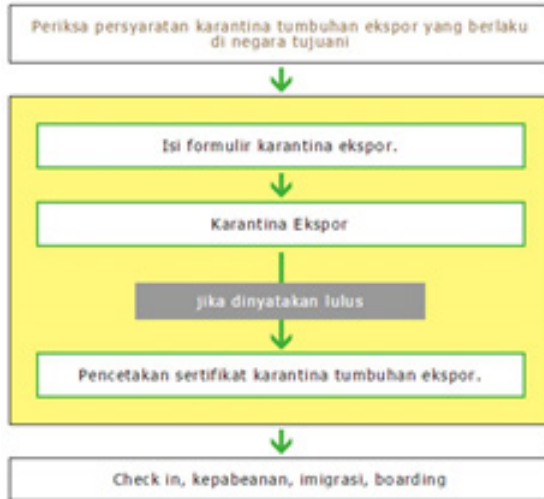 Periksa persyaratan karantina tumbuhan ekspor yang berlaku
di negara tujuani
Isi formulir karantina ekspor.
Karantina Ekspor
jika dinyatakan lulus
Pencetakan sertifikat karantina tumbuhan ekspor.
Check in, kepabeanan, imigrasi, boarding